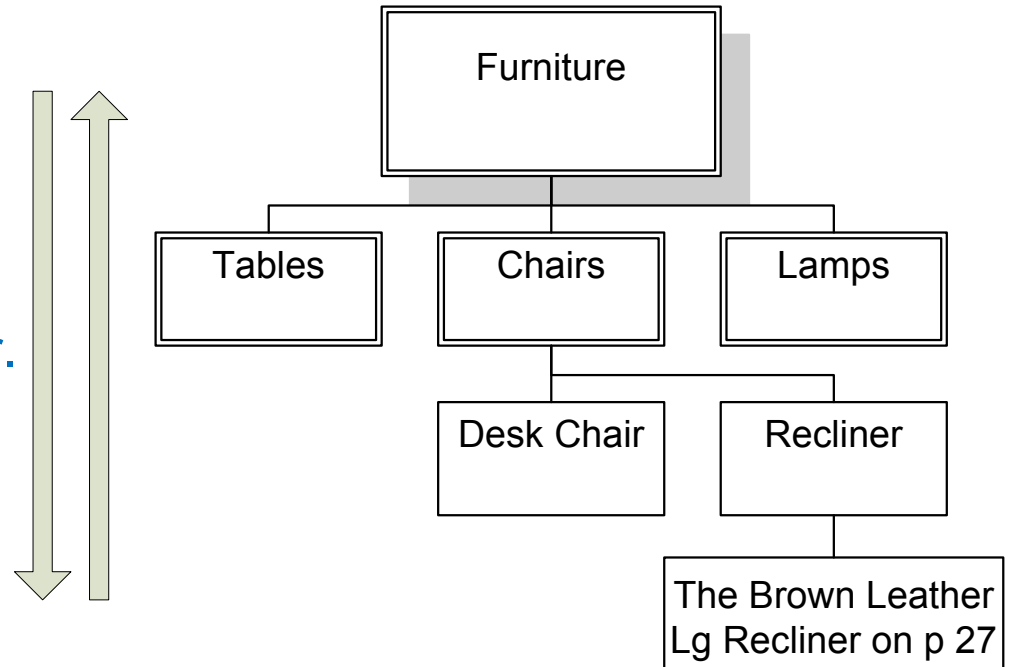 Furniture
Tables
Chairs
Lamps
Desk Chair
Recliner
The Brown Leather
Lg Recliner on p 27